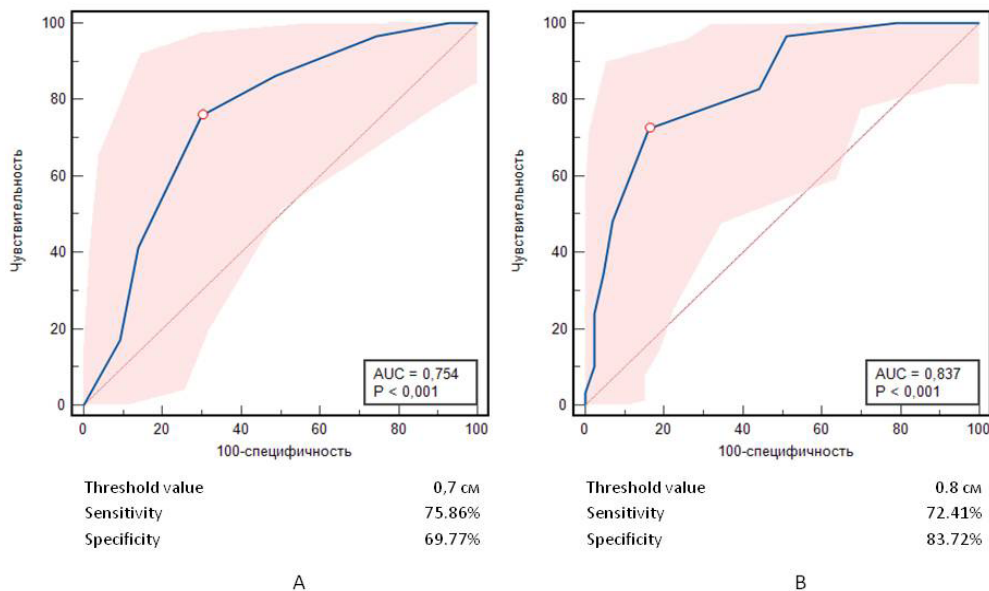 100
80
60
40
20
0
Чувствительность
AUC = 0,754
P < 0,001
0 20 40 60 80 100
100-специфичность
Threshold value 0,7 см
Sensitivity 75.86%
Specificity 69.77%
A
100
80
60
40
20
0
Чувствительность
AUC = 0,837
P < 0,001
0 20 40 60 80 100
100-специфичность
Threshold value 0.8 см
Sensitivity 72.41%
Specificity 83.72%
B